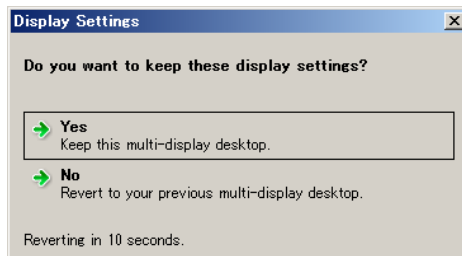 Display Settings
Do you want to keep these display settings?
Yes
Keep this multi-display desktop.
No
Revert to your previous multi-display desktop.
Reverting in 10 seconds.